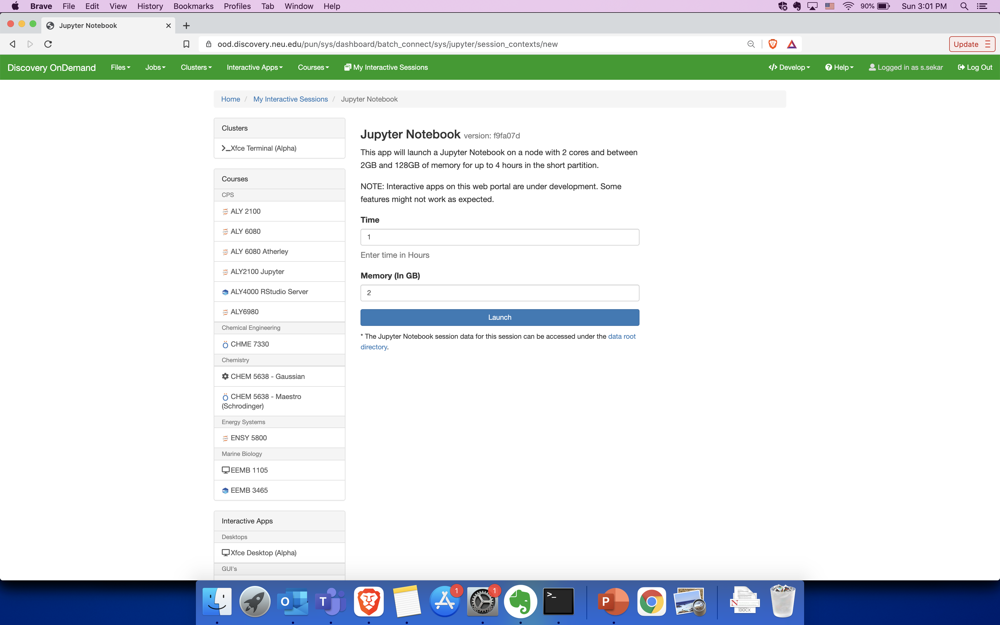 Brave File Edit View History Bookmarks Profiles Tab Window Help 90% Sun 3:01 PM
Jupyter Notebook
ood.discovery.neu.edu/pun/sys/dashboard/batch_connect/sys/jupyter/session_contexts/new Update
Discovery OnDemand Files Jobs Clusters Interactive Apps Courses My Interactive Sessions </> Develop Help Logged in as s.sekar Log Out
Home / My Interactive Sessions / Jupyter Notebook
Clusters
>_Xfce Terminal (Alpha)
Courses
CPS
ALY 2100
ALY 6080
ALY 6080 Atherley
ALY2100 Jupyter
ALY4000 RStudio Server
ALY6980
Chemical Engineering
CHME 7330
Chemistry
CHEM 5638 - Gaussian
CHEM 5638 - Maestro
(Schrodinger)
Energy Systems
ENSY 5800
Marine Biology
EEMB 1105
EEMB 3465
Interactive Apps
Desktops
Xfce Desktop (Alpha)
GUI's
Jupyter Notebook version: f9fa07d
This app will launch a Jupyter Notebook on a node with 2 cores and between
2GB and 128GB of memory for up to 4 hours in the short partition.
NOTE: Interactive apps on this web portal are under development. Some
features might not work as expected.
Time
1
Enter time in Hours
Memory (In GB)
2
Launch
* The Jupyter Notebook session data for this session can be accessed under the data root
directory.
O T 1 1 >_ P N DOCX